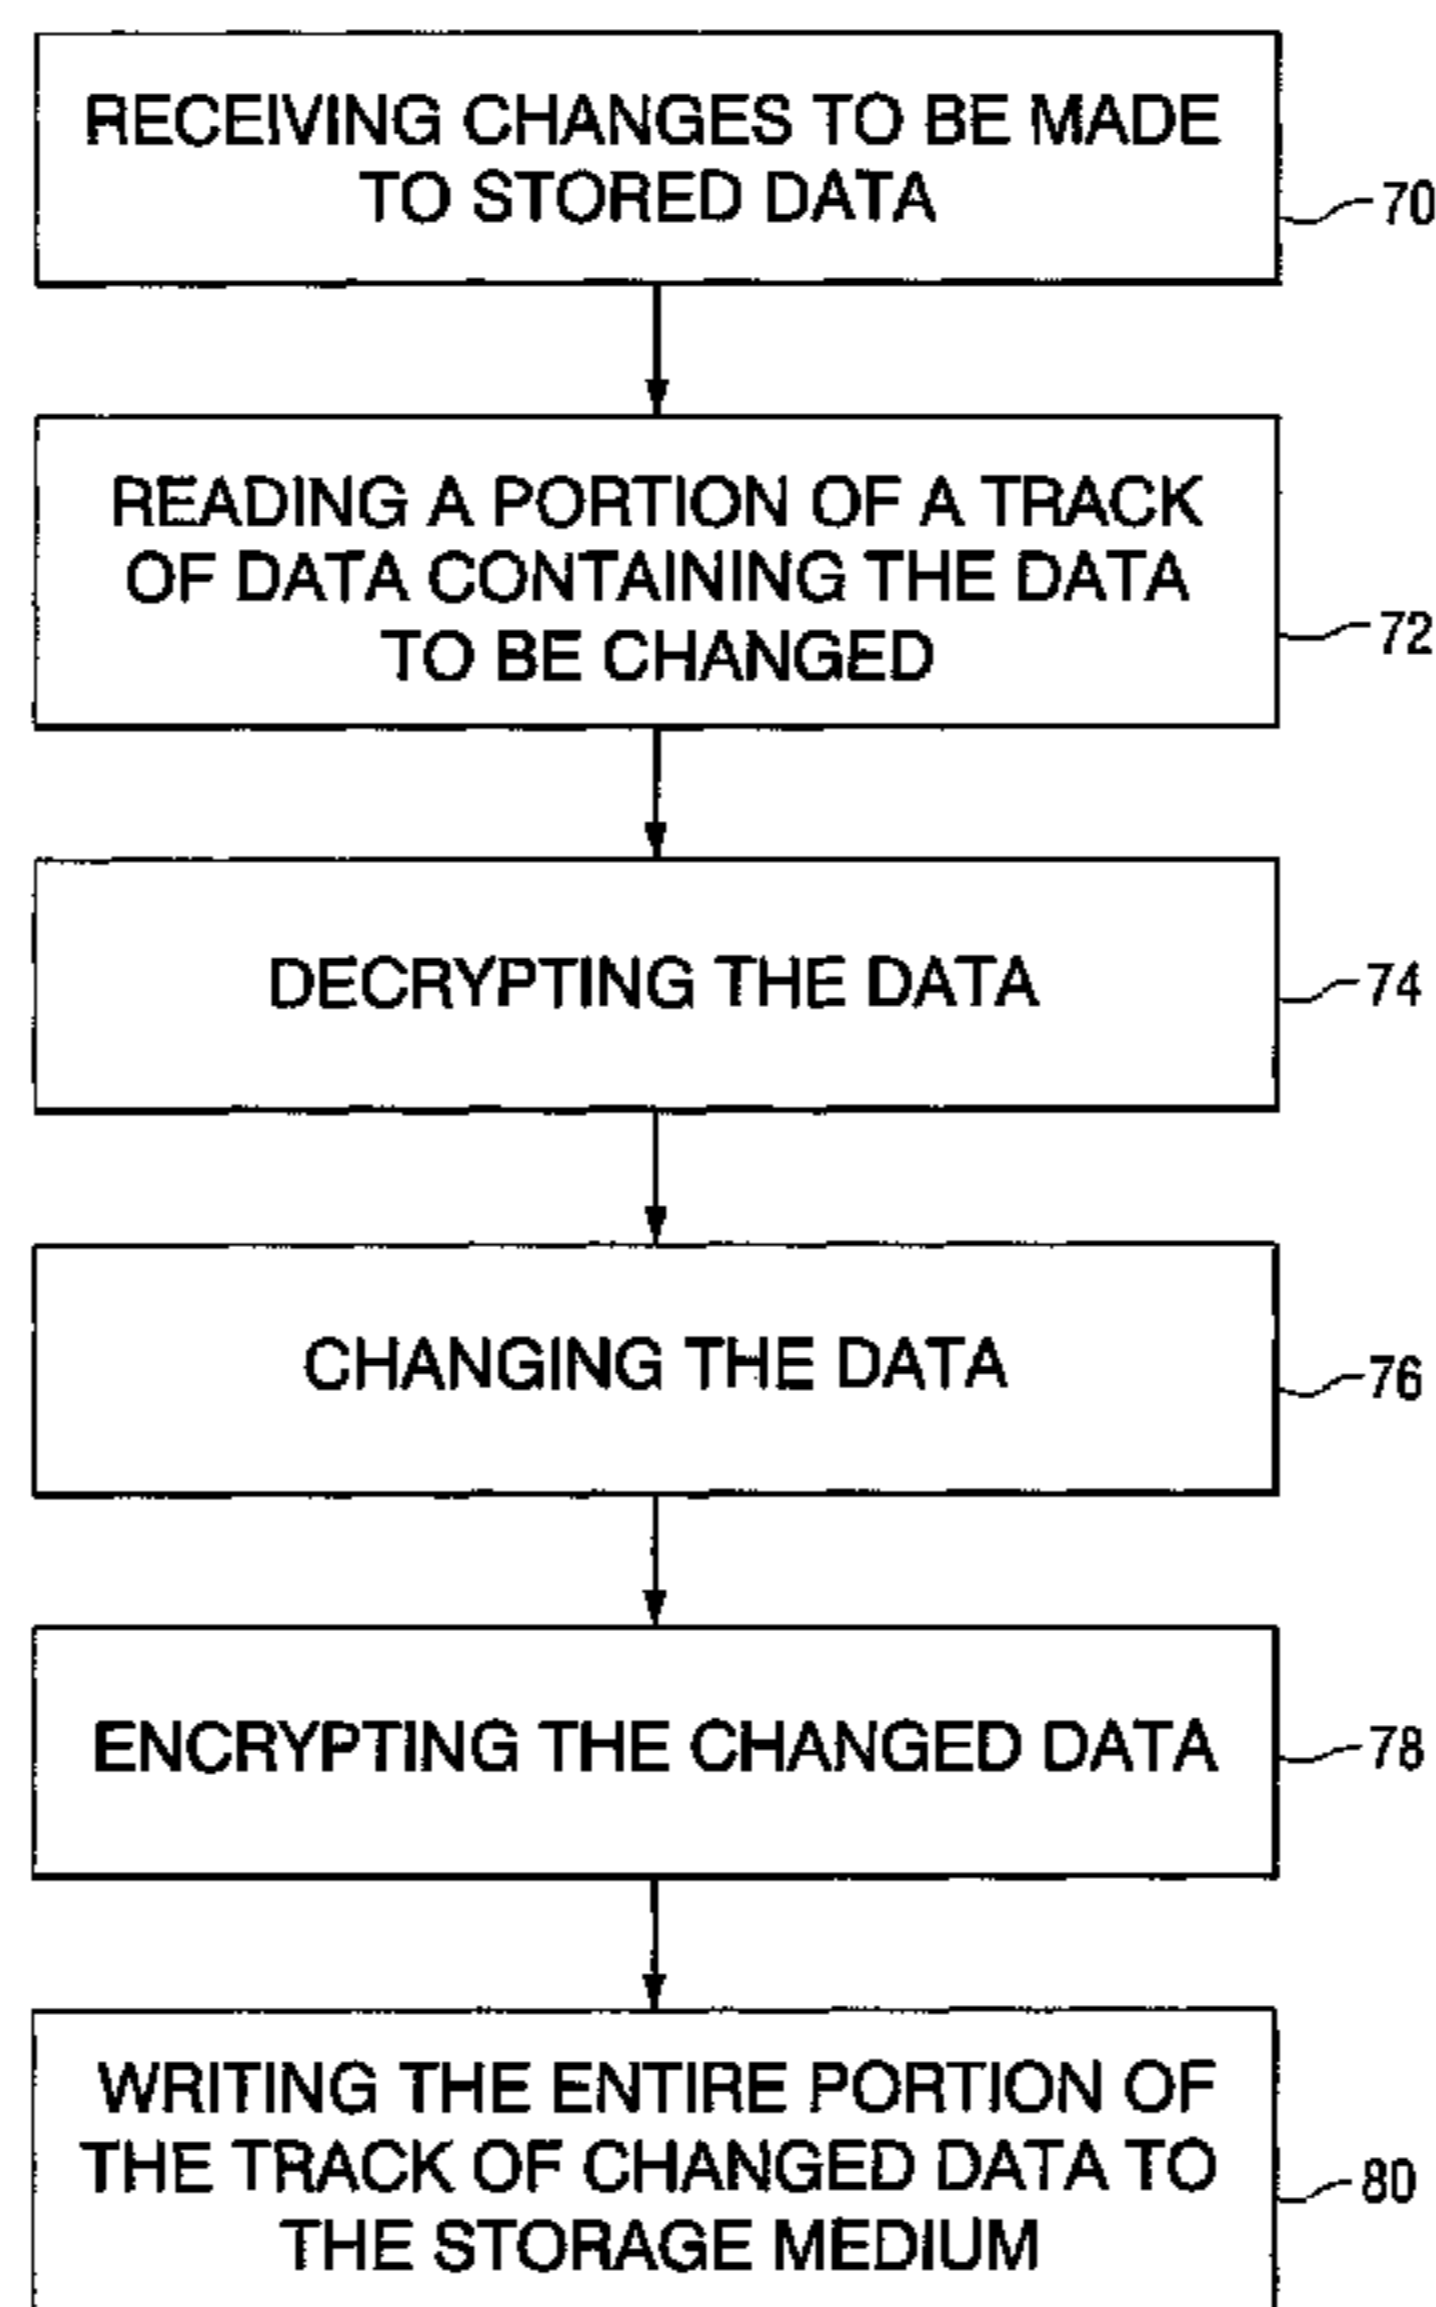 RECEIVING CHANGES TO BE MADE
TO STORED DATA
70
READING A PORTION OF A TRACK
OF DATA CONTAINING THE DATA
TO BE CHANGED
72
DECRYPTING THE DATA
74
CHANGING THE DATA
76
ENCRYPTING THE CHANGED DATA
78
WRITING THE ENTIRE PORTION OF
THE TRACK OF CHANGED DATA TO
THE STORAGE MEDIUM
80